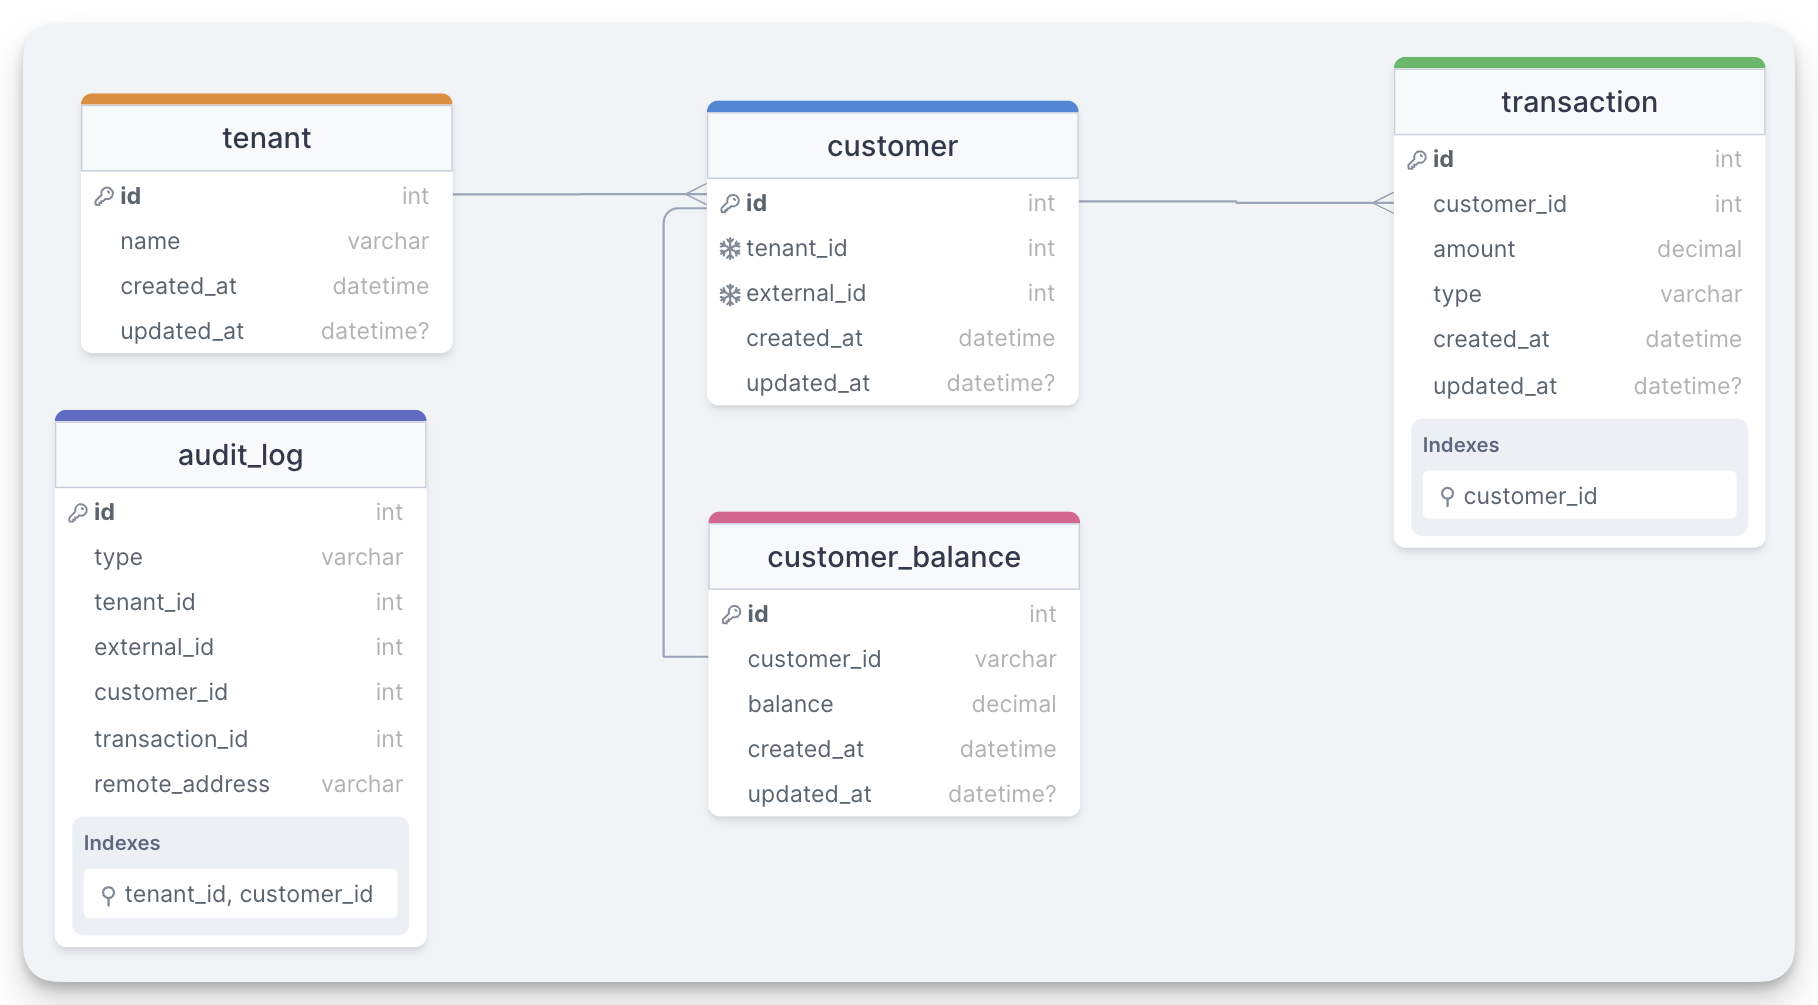 tenant
id int
name varchar
created_at datetime
updated_at datetime?
audit_log
id int
type varchar
tenant_id int
external_id int
customer_id int
transaction_id int
remote_address varchar
Indexes
tenant_id, customer_id
customer
id int
tenant_id int
external_id int
created_at datetime
updated_at datetime?
customer_balance
id int
customer_id varchar
balance decimal
created_at datetime
updated_at datetime?
transaction
id int
customer_id int
amount decimal
type varchar
created_at datetime
updated_at datetime?
Indexes
customer_id